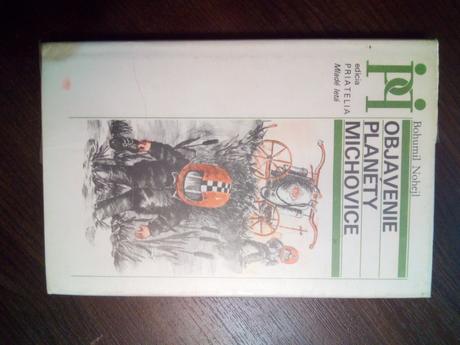 Bohumil Nohejl
OBJAVENIE
PLANÉTY
MICHOVICE
edícia
PRIATELIA
Mladé letá